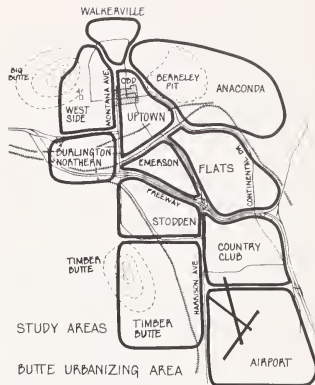 WALKERVILLE
BIG
BUTTE
WEST
SIDE
MONTANA AVE
CBD
UPTOWN
BERKELEY
PIT
ANACONDA
BURLINGTON
NORTHERN
EMERSON
FLATS
CONTINENTAL
FREEWAY
STODDEN
COUNTRY
CLUB
TIMBER
BUTTE
HARRISON AVE
TIMBER
BUTTE
AIRPORT
STUDY AREAS
BUTTE URBANIZING AREA